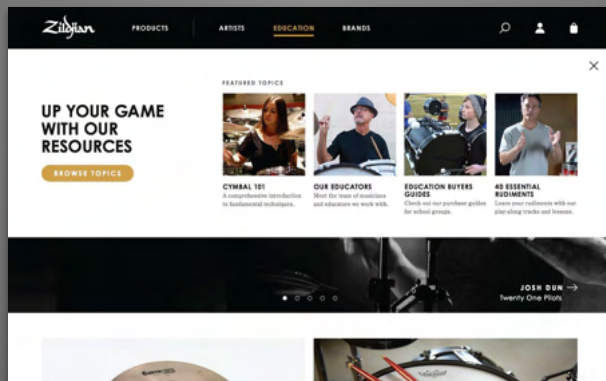 Zildjian
PRODUCTS
ARTISTS
EDUCATION
BRANDS
FEATURED TOPICS
UP YOUR GAME
WITH OUR
RESOURCES
BROWSE TOPICS
CYMBAL 101
A comprehensive introduction
to fundamental techniques.
OUR EDUCATORS
Meet the team of musicians
and educators we work with.
EDUCATION BUYERS
GUIDES
Check out our purchase guides
for school groups.
40 ESSENTIAL
RUDIMENTS
Learn your rudiments with our
play-along tracks and lessons.
JOSH DUN
Twenty One Pliots